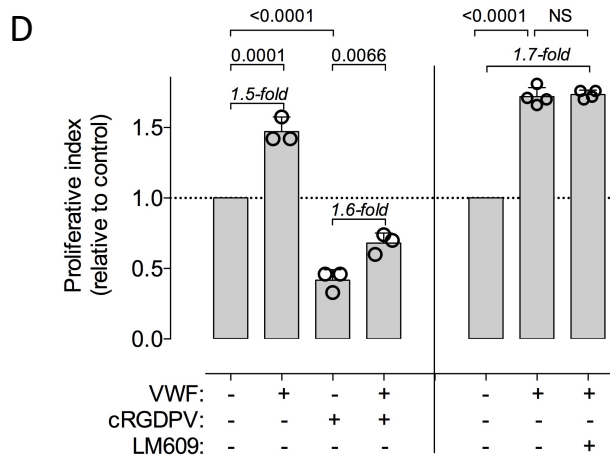 D
<0.0001 <0.0001 NS
0.0001 0.0066 1.7-fold
1.5-fold
1.6-fold
Proliferative index
(relative to control)
1.5
1.0
0.5
0.0
VWF: - + - + - + +
cRGDPV: - - + + - - -
LM609: - - - - - - +